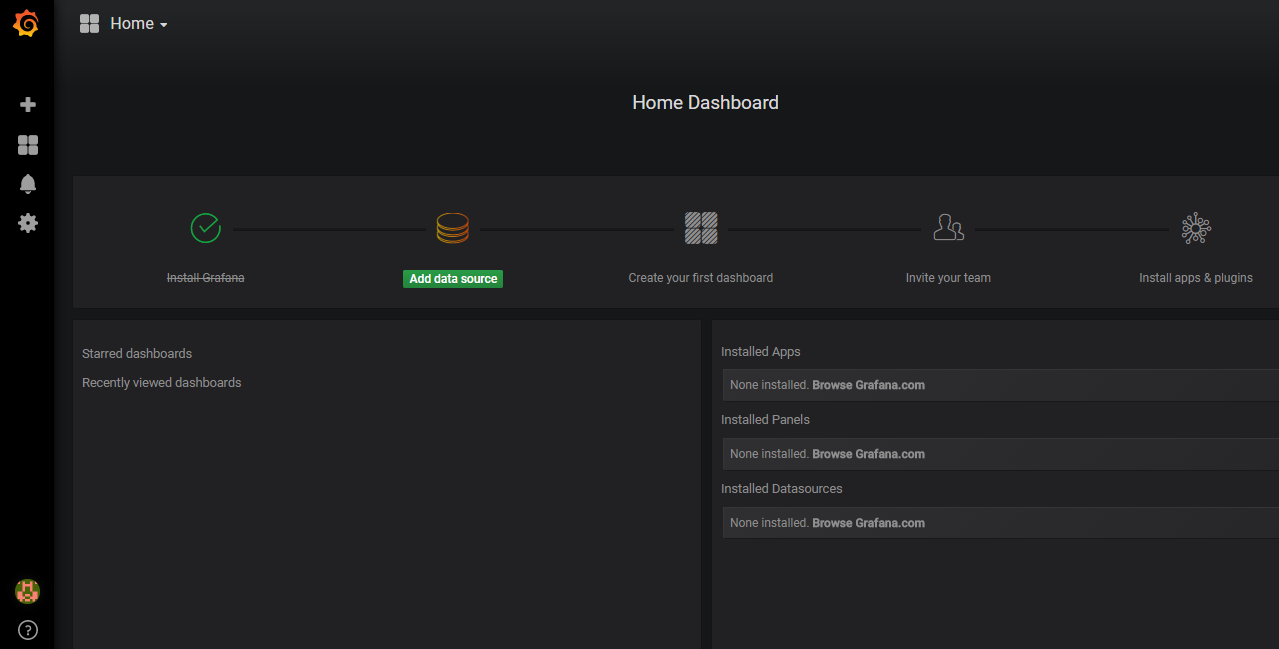 Home
Home Dashboard
Install Grafana
Add data source
Create your first dashboard
Invite your team
Install apps & plugins
Starred dashboards
Recently viewed dashboards
Installed Apps
None installed. Browse Grafana.com
Installed Panels
None installed. Browse Grafana.com
Installed Datasources
None installed. Browse Grafana.com
?